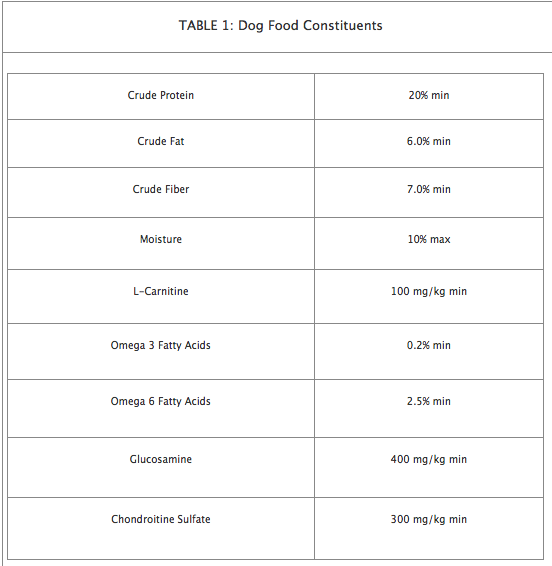 TABLE 1: Dog Food Constituents
Crude Protein 20% min
Crude Fat 6.0% min
Crude Fiber 7.0% min
Moisture 10% max
L-Carnitine 100 mg/kg min
Omega 3 Fatty Acids 0.2% min
Omega 6 Fatty Acids 2.5% min
Glucosamine 400 mg/kg min
Chondroitine Sulfate 300 mg/kg min